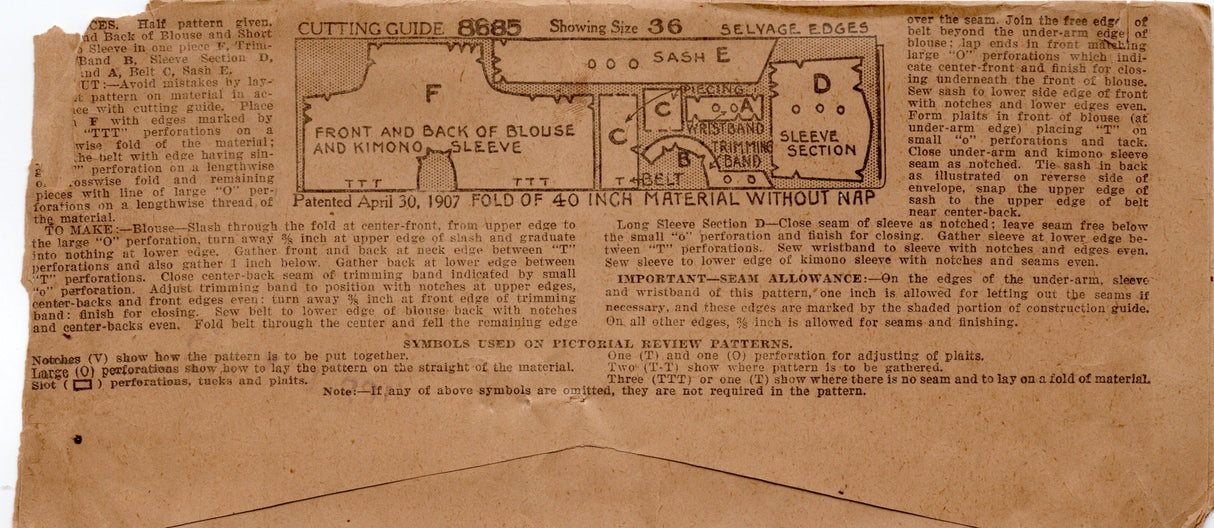 CES. Half pattern given.
nd Back of Blouse and Short
Sleeve in one piece F, Trim-
Band B, Sleeve Section D,
and A, Belt C, Sash E.
UT:—Avoid mistakes by lay-
pattern on material in ac-
ce with cutting guide. Place
F with edges marked by
"TTT" perforations on a
wise fold of the material;
the belt with edge having sin-
" perforation on a lengthwise
crosswise fold and remaining
pieces with line of large "O" per-
forations on a lengthwise thread of
the material.
CUTTING GUIDE 8685 Showing Size 36 SELVAGE EDGES
SASH E
F
FRONT AND BACK OF BLOUSE
AND KIMONO SLEEVE
TTT
TTT
C
C
PIECING
A
WRISTBAND
TRIMMING
BAND
B
T
BELT
D
SLEEVE
SECTION
Patented April 30, 1907 FOLD OF 40 INCH MATERIAL WITHOUT NAP
over the seam. Join the free edge of
belt beyond the under-arm edge of
blouse; lap ends in front matching
large "O" perforations which indi-
cate center-front and finish for clos-
ing underneath the front of blouse.
Sew sash to lower side edge of front
with notches and lower edges even.
Form plaits in front of blouse (at
under-arm edge) placing "T" on
small "o" perforations and tack.
Close under-arm and kimono sleeve
seam as notched. Tie sash in back
as illustrated on reverse side of
envelope, snap the upper edge of
sash to the upper edge of belt
near center-back.
TO MAKE:—Blouse—Slash through the fold at center-front, from upper edge to
the large "O" perforation, turn away ⅜ inch at upper edge of slash and graduate
into nothing at lower edge. Gather front and back at neck edge between "T"
perforations and also gather 1 inch below. Gather back at lower edge between
"T" perforations. Close center-back seam of trimming band indicated by small
"o" perforation. Adjust trimming band to position with notches at upper edges,
center-backs and front edges even; turn away ⅜ inch at front edge of trimming
band: finish for closing. Sew belt to lower edge of blouse back with notches
and center-backs even. Fold belt through the center and fell the remaining edge
Long Sleeve Section D—Close seam of sleeve as notched; leave seam free below
the small "o" perforation and finish for closing. Gather sleeve at lower edge be-
tween "T" perforations. Sew wristband to sleeve with notches and edges even.
Sew sleeve to lower edge of kimono sleeve with notches and seams even.
IMPORTANT—SEAM ALLOWANCE:—On the edges of the under-arm, sleeve
and wristband of this pattern, one inch is allowed for letting out the seams if
necessary, and these edges are marked by the shaded portion of construction guide.
On all other edges, ⅜ inch is allowed for seams and finishing.
SYMBOLS USED ON PICTORIAL REVIEW PATTERNS.
Notches (V) show how the pattern is to be put together.
Large (O) perforations show how to lay the pattern on the straight of the material.
Slot (▭) perforations, tucks and plaits.
One (T) and one (O) perforation for adjusting of plaits.
Two (T-T) show where pattern is to be gathered.
Three (TTT) or one (T) show where there is no seam and to lay on a fold of material.
Note:—If any of above symbols are omitted, they are not required in the pattern.